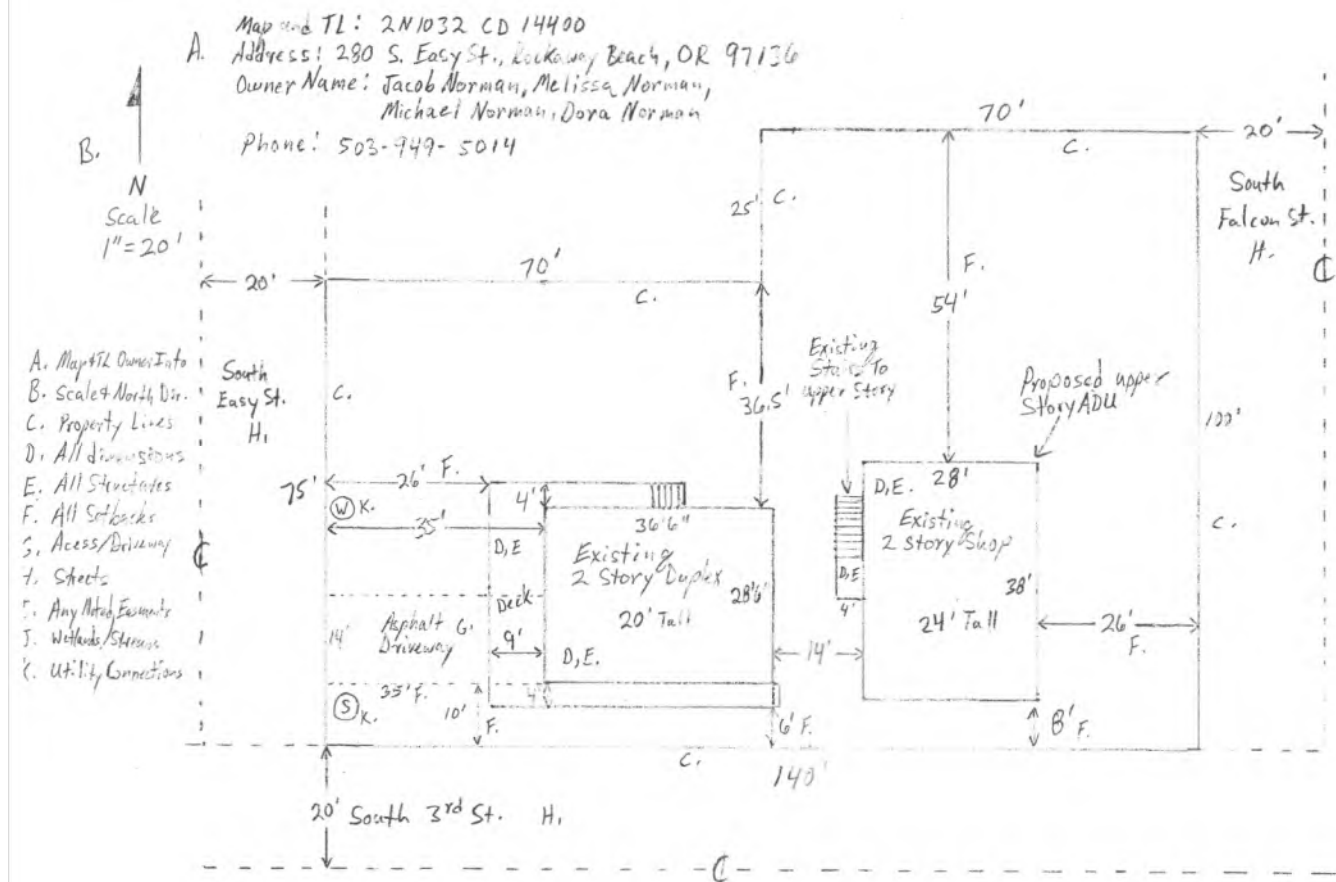 Map and TL: 2N1032 CD 14400
A. Address: 280 S. Easy St., Rockaway Beach, OR 97136
Owner Name: Jacob Norman, Melissa Norman,
Michael Norman, Dora Norman
Phone: 503-949-5014
B.
N
Scale
1"=20'
70'
C.
20'
South
Falcon St.
H.
℄
25' C.
20'
70'
C.
F.
54'
A. Map & TL Owner Info
B. Scale & North Dir.
C. Property Lines
D. All dimensions
E. All Structures
F. All Setbacks
G. Acess/Driveway
H. Streets
I. Any Noted Easments
J. Wetlands/Streams
K. Utility Connections
South
Easy St.
H.
℄
C.
75'
F.
36.5'
Existing
Stairs To
upper Story
Proposed upper
Story ADU
100'
C.
26' F.
W K.
35'
4'
D,E
36'6"
Existing
2 Story Duplex
28'6"
20' Tall
D,E.
Deck
9'
14'
Asphalt G.
Driveway
S K.
35' F.
10'
F.
4'
6' F.
14'
D,E
4'
D,E. 28'
Existing
2 Story Shop
38'
24' Tall
26'
F.
8' F.
C.
140'
20' South 3rd St. H.
℄